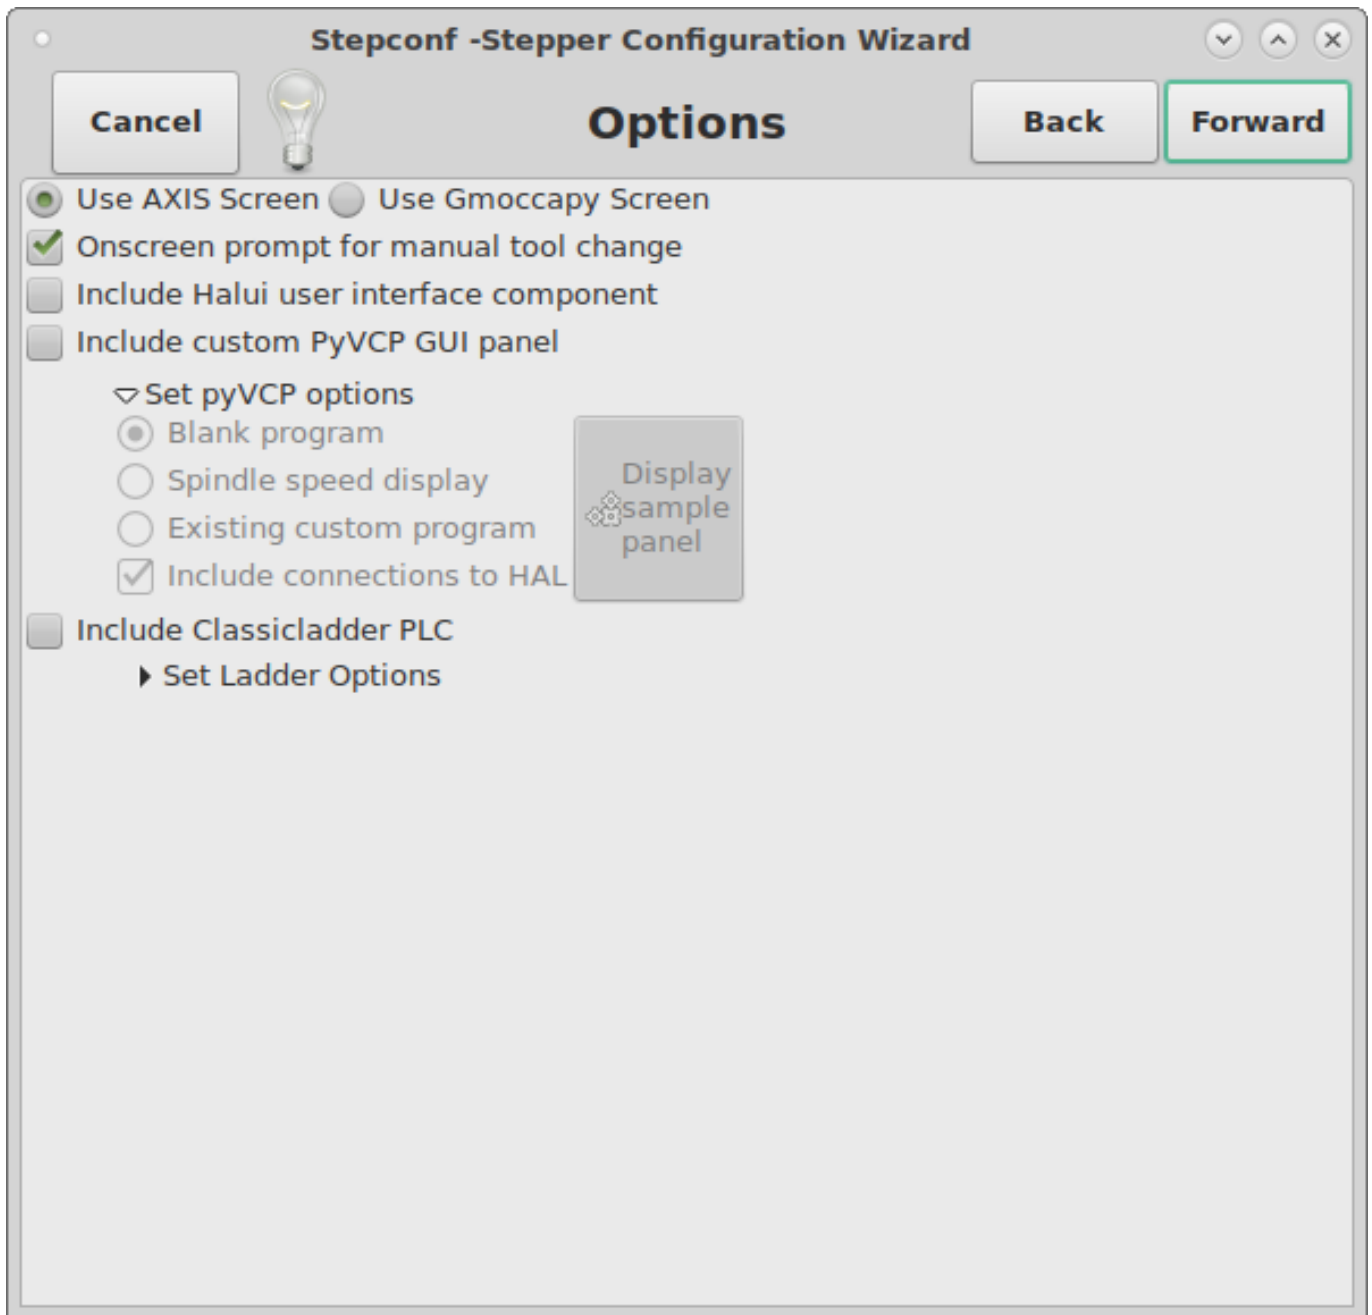 Stepconf -Stepper Configuration Wizard
Cancel
Options
Back
Forward
Use AXIS Screen Use Gmoccapy Screen
Onscreen prompt for manual tool change
Include Halui user interface component
Include custom PyVCP GUI panel
Set pyVCP options
Blank program
Spindle speed display
Existing custom program
Include connections to HAL
Display
sample
panel
Include Classicladder PLC
Set Ladder Options